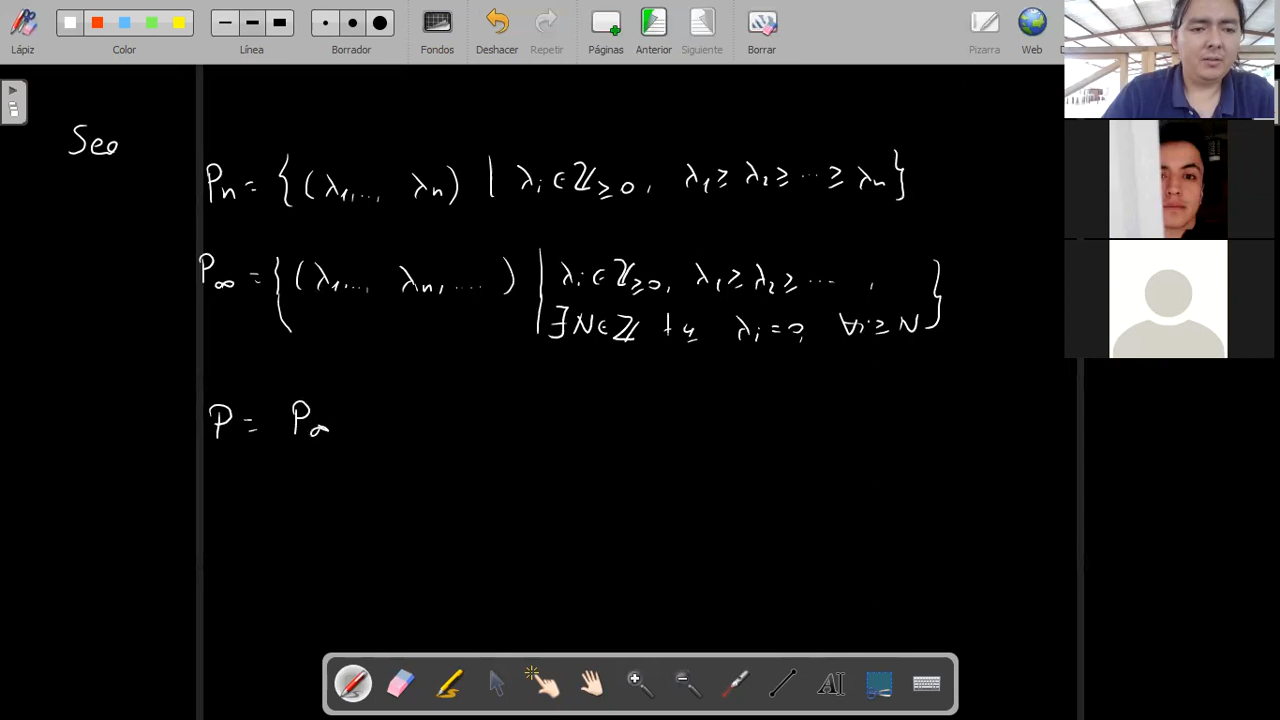 Lápiz Color Línea Borrador Fondos Deshacer Repetir Páginas Anterior Siguiente Borrar Pizarra Web
Sea
Pn = {(λ1,..., λn) | λi ∈ ℤ≥0, λ1 ≥ λ2 ≥ ... ≥ λn}
P∞ = {(λ1,..., λn, ....) | λi ∈ ℤ≥0, λ1 ≥ λ2 ≥ ... ,
∃N ∈ ℤ tq λi = 0, ∀i ≥ N}
P = P∞
AI